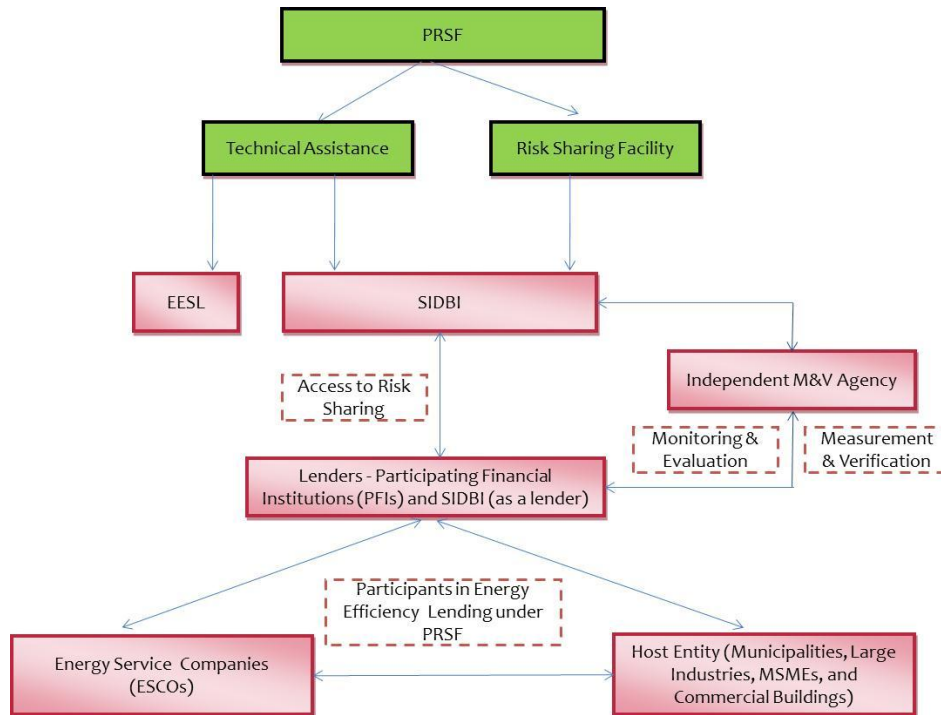 PRSF
Technical Assistance
Risk Sharing Facility
EESL
SIDBI
Independent M&V Agency
Access to Risk
Sharing
Monitoring &
Evaluation
Measurement
& Verification
Lenders - Participating Financial
Institutions (PFIs) and SIDBI (as a lender)
Participants in Energy
Efficiency Lending under
PRSF
Energy Service Companies
(ESCOs)
Host Entity (Municipalities, Large
Industries, MSMEs, and
Commercial Buildings)